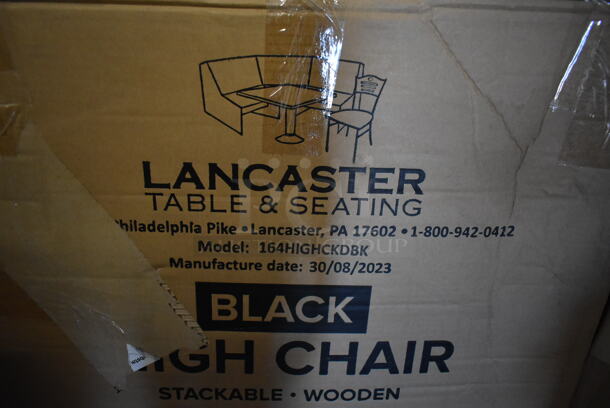 LANCASTER
TABLE & SEATING
Philadelphia Pike • Lancaster, PA 17602 • 1-800-942-0412
Model: 164HIGHCKDBK
Manufacture date: 30/08/2023
BLACK
HIGH CHAIR
STACKABLE • WOODEN